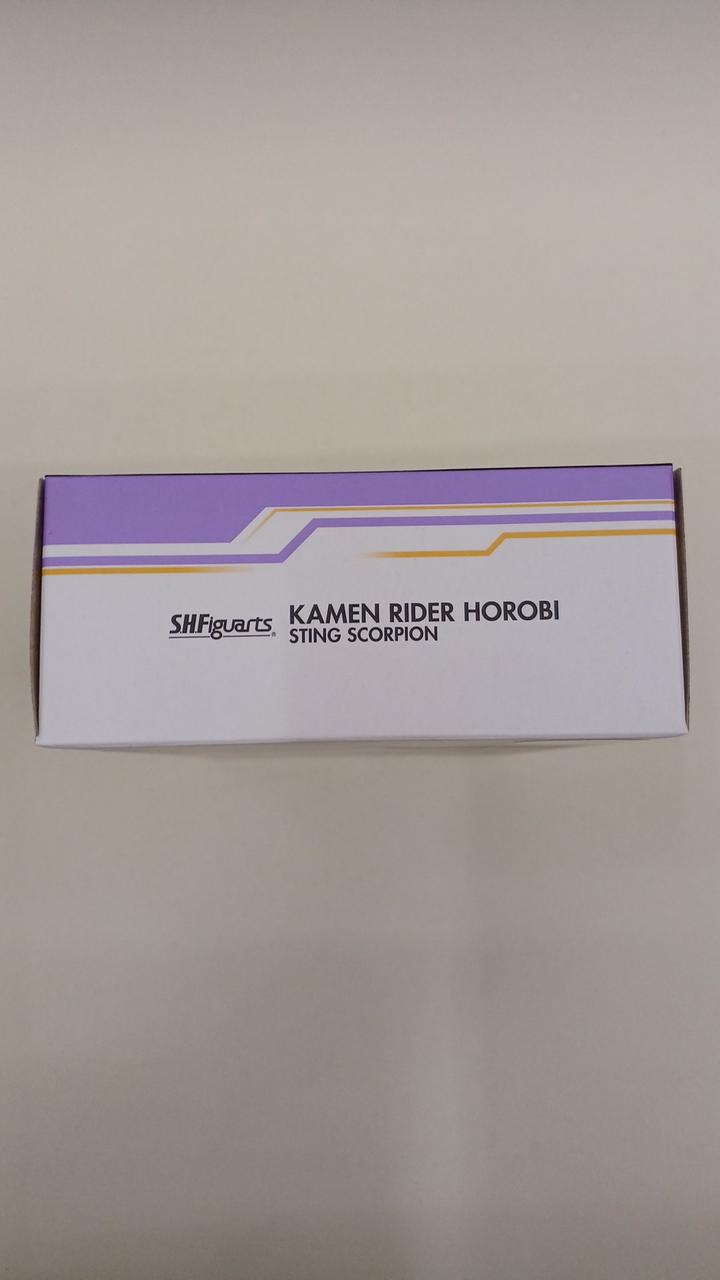 S.H.Figuarts® KAMEN RIDER HOROBI
STING SCORPION